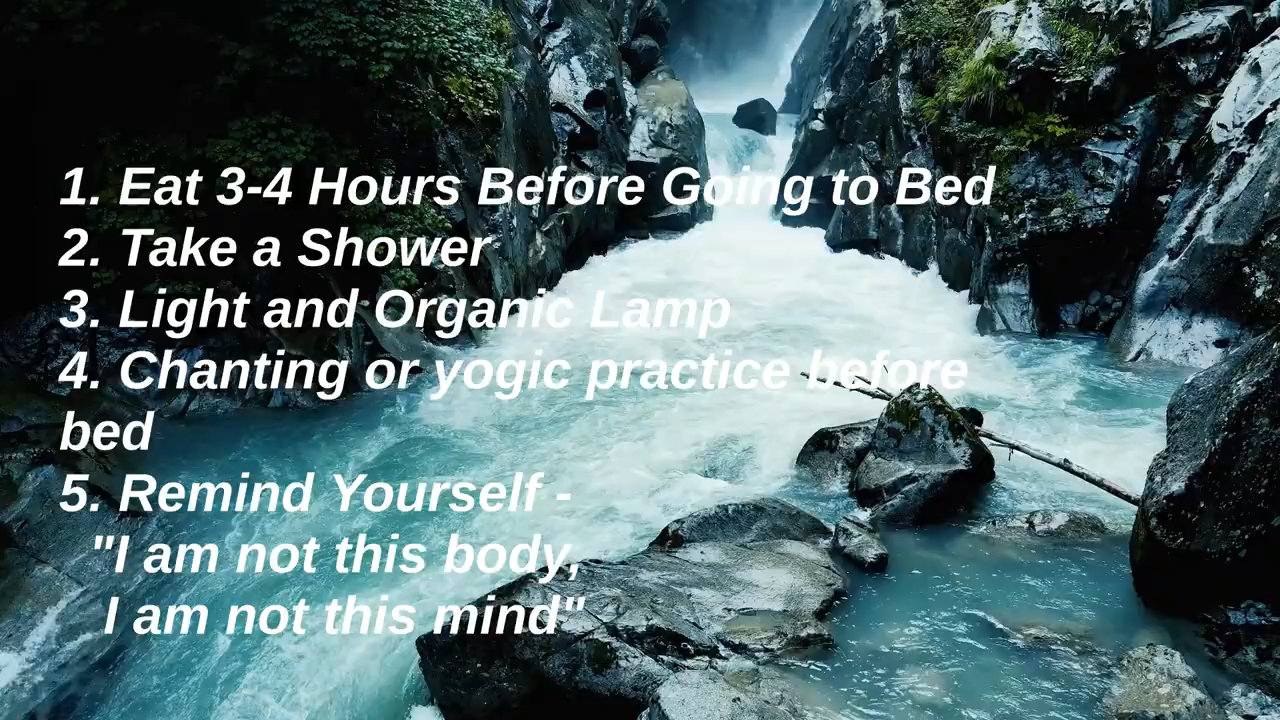 1. Eat 3-4 Hours Before Going to Bed
2. Take a Shower
3. Light and Organic Lamp
4. Chanting or yogic practice before
bed
5. Remind Yourself -
"I am not this body,
I am not this mind"